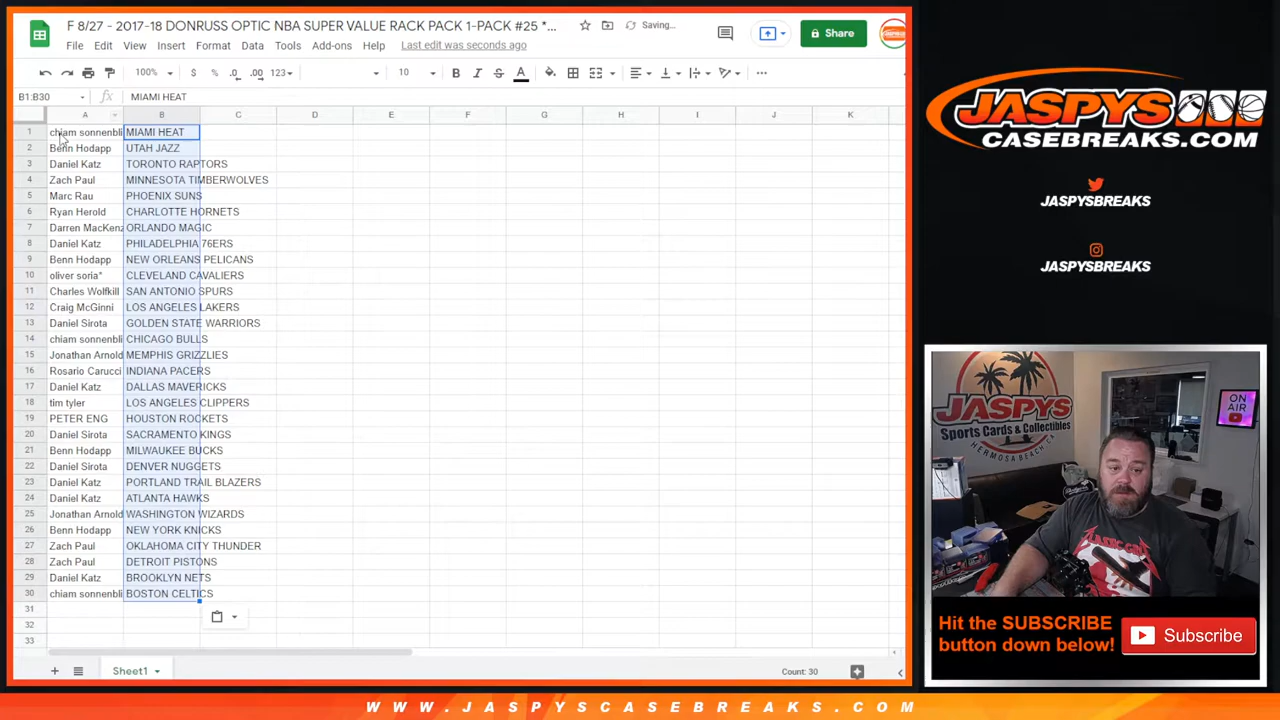 F 8/27 - 2017-18 DONRUSS OPTIC NBA SUPER VALUE RACK PACK 1-PACK #25 *...
Saving...
File Edit View Insert Format Data Tools Add-ons Help Last edit was seconds ago
Share
100% $ % .0 .00 123 10 B I S A
B1:B30 fx MIAMI HEAT
A B C D E F G H I J K
1 chiam sonnenbli MIAMI HEAT
2 Benn Hodapp UTAH JAZZ
3 Daniel Katz TORONTO RAPTORS
4 Zach Paul MINNESOTA TIMBERWOLVES
5 Marc Rau PHOENIX SUNS
6 Ryan Herold CHARLOTTE HORNETS
7 Darren MacKenz ORLANDO MAGIC
8 Daniel Katz PHILADELPHIA 76ERS
9 Benn Hodapp NEW ORLEANS PELICANS
10 oliver soria* CLEVELAND CAVALIERS
11 Charles Wolfkill SAN ANTONIO SPURS
12 Craig McGinni LOS ANGELES LAKERS
13 Daniel Sirota GOLDEN STATE WARRIORS
14 chiam sonnenbli CHICAGO BULLS
15 Jonathan Arnold MEMPHIS GRIZZLIES
16 Rosario Carucci INDIANA PACERS
17 Daniel Katz DALLAS MAVERICKS
18 tim tyler LOS ANGELES CLIPPERS
19 PETER ENG HOUSTON ROCKETS
20 Daniel Sirota SACRAMENTO KINGS
21 Benn Hodapp MILWAUKEE BUCKS
22 Daniel Sirota DENVER NUGGETS
23 Daniel Katz PORTLAND TRAIL BLAZERS
24 Daniel Katz ATLANTA HAWKS
25 Jonathan Arnold WASHINGTON WIZARDS
26 Benn Hodapp NEW YORK KNICKS
27 Zach Paul OKLAHOMA CITY THUNDER
28 Zach Paul DETROIT PISTONS
29 Daniel Katz BROOKLYN NETS
30 chiam sonnenbli BOSTON CELTICS
31
32
33
Sheet1
Count: 30
JASPYS
CASEBREAKS.COM
JASPYSBREAKS
JASPYSBREAKS
JASPYS
Sports Cards & Collectibles
HERMOSA BEACH, CA
ON AIR
Hit the SUBSCRIBE
button down below!
Subscribe
WWW.JASPYSCASEBREAKS.COM